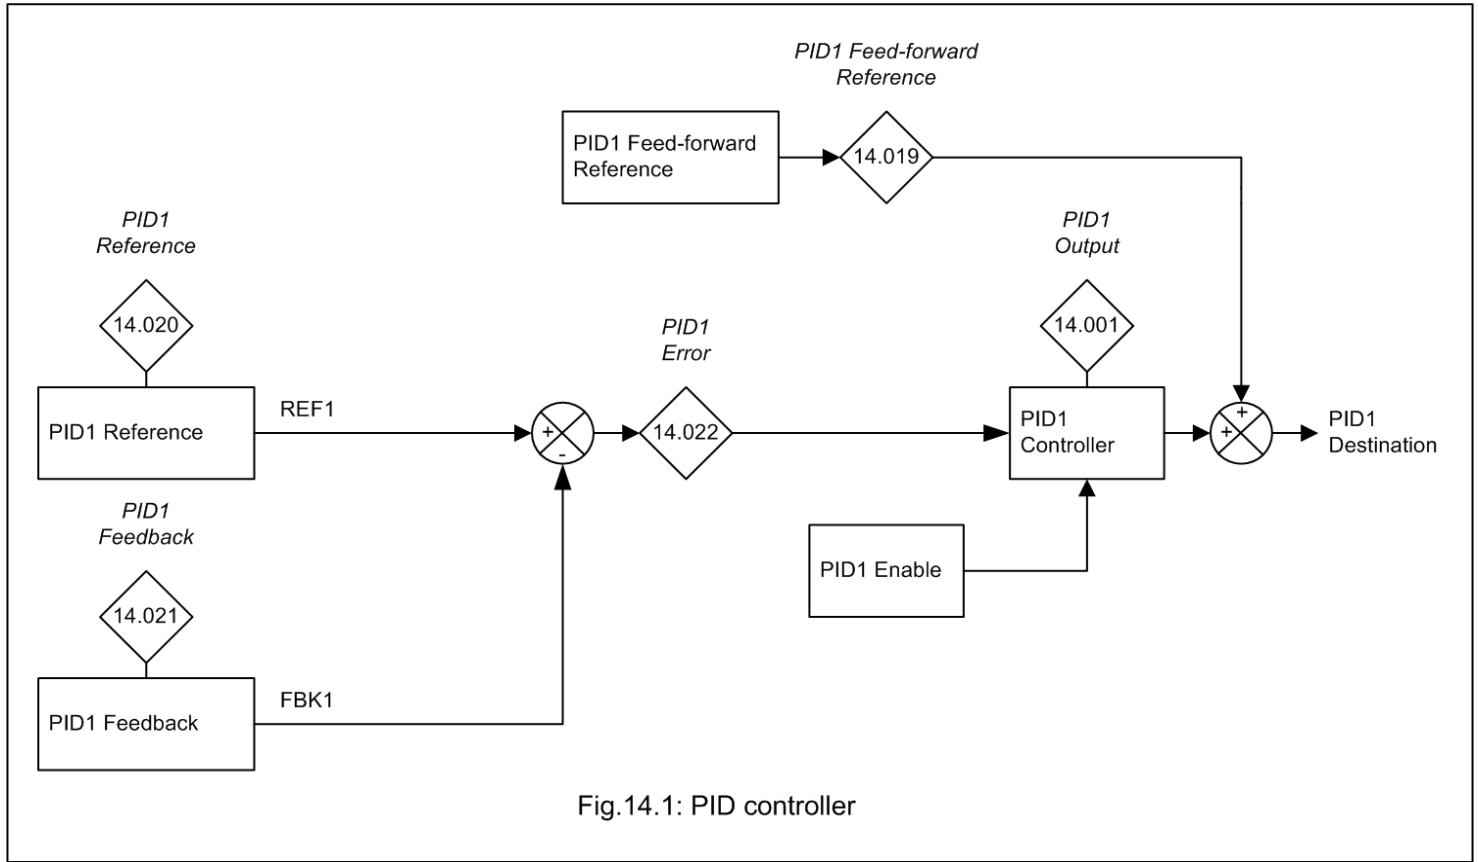 PID1 Feed-forward
Reference
PID1 Feed-forward
Reference
14.019
PID1
Reference
14.020
PID1 Reference
REF1
PID1
Error
14.022
+
-
PID1
Output
14.001
PID1
Controller
+
+
PID1
Destination
PID1 Enable
PID1
Feedback
14.021
PID1 Feedback
FBK1
Fig.14.1: PID controller